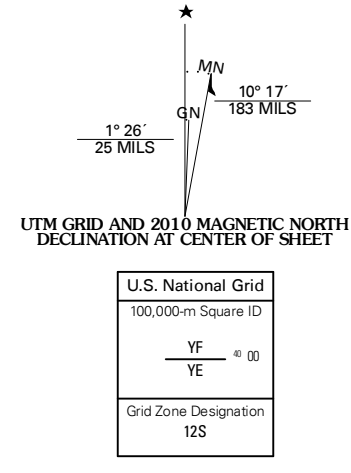 ★
MN
GN
10° 17´
183 MILS
1° 26´
25 MILS
UTM GRID AND 2010 MAGNETIC NORTH
DECLINATION AT CENTER OF SHEET
U.S. National Grid
100,000-m Square ID
YF
40 00
YE
Grid Zone Designation
12S